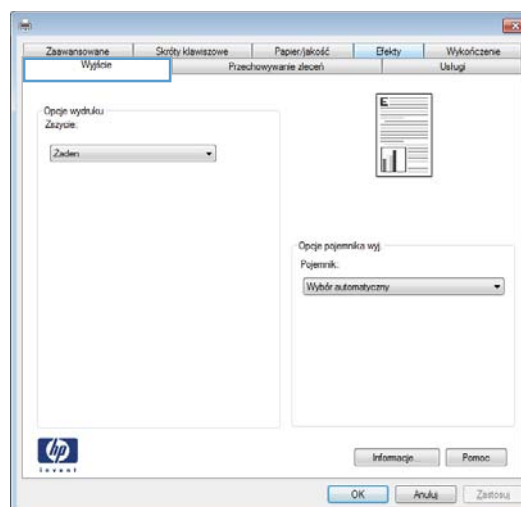 Zaawansowane Skróty klawiszowe Papier/jakość Efekty Wykończenie
Wyjście Przechowywanie zleceń Usługi
Opcje wydruku
Zszycie:
Żaden
E
Opcje pojemnika wyj.
Pojemnik:
Wybór automatyczny
hp
invent
Informacje... Pomoc
OK Anuluj Zastosuj